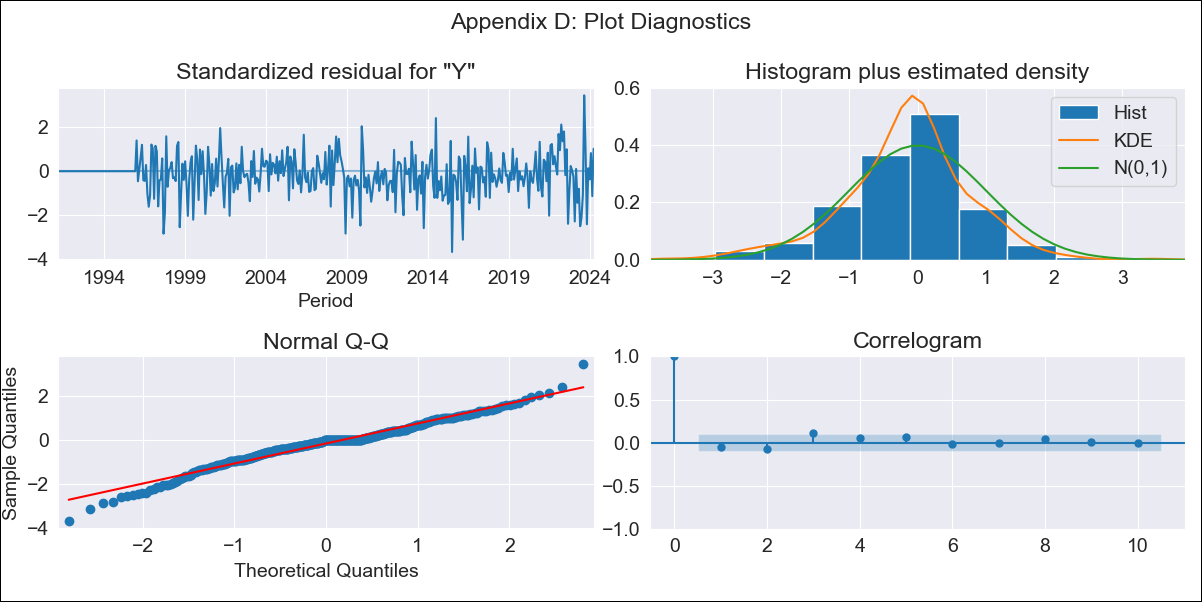 Appendix D: Plot Diagnostics
Standardized residual for "Y"
2
0
−2
−4
1994 1999 2004 2009 2014 2019 2024
Period
Histogram plus estimated density
0.6
0.4
0.2
0.0
−3 −2 −1 0 1 2 3
Hist
KDE
N(0,1)
Normal Q-Q
Sample Quantiles
2
0
−2
−4
−2 −1 0 1 2
Theoretical Quantiles
Correlogram
1.0
0.5
0.0
−0.5
−1.0
0 2 4 6 8 10